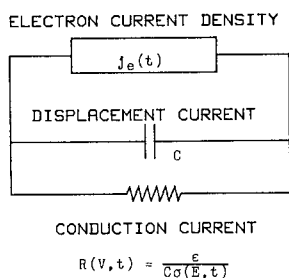 ELECTRON CURRENT DENSITY
je(t)
DISPLACEMENT CURRENT
C
CONDUCTION CURRENT
R(V,t) = ε / Cσ(E,t)